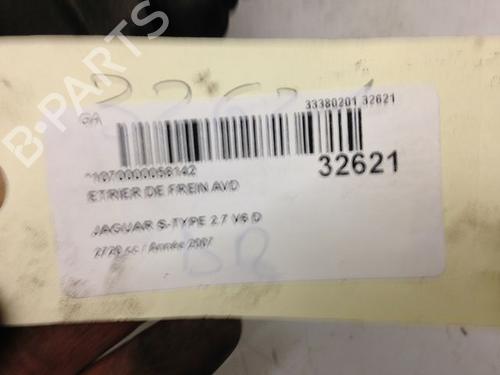 B-PARTS
32621
GA
33380201 32621
*1070000056142
32621
ETRIER DE FREIN AVD
JAGUAR S-TYPE 2.7 V6 D
2720 cc / Année 2007